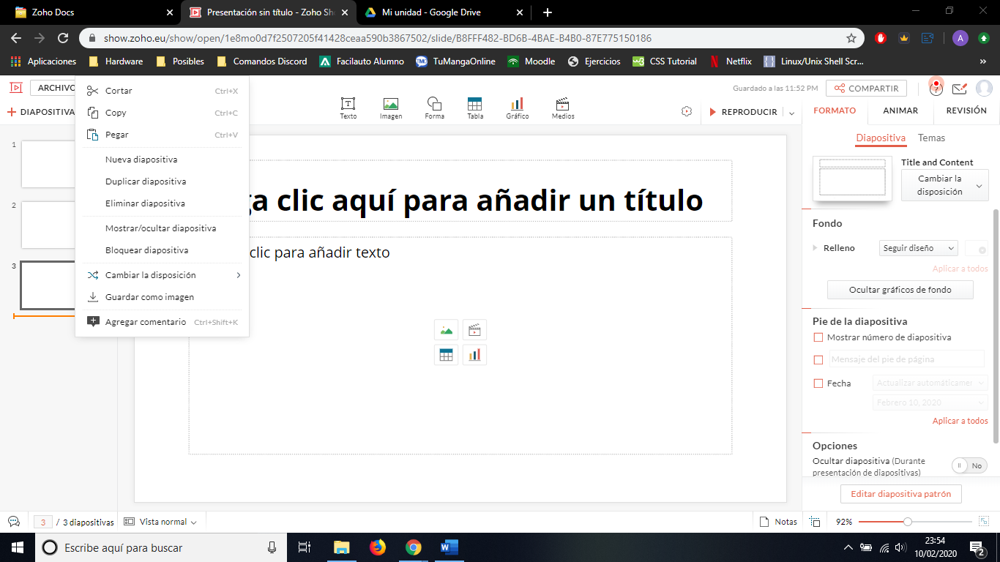 Zoho Docs
Presentación sin título - Zoho Sh
Mi unidad - Google Drive
show.zoho.eu/show/open/1e8mo0d7f2507205f41428ceaa590b3867502/slide/B8FFF482-BD6B-4BAE-B4B0-87E775150186
A
Aplicaciones
Hardware
Posibles
Comandos Discord
Facilauto Alumno
TuMangaOnline
Moodle
Ejercicios
CSS Tutorial
Netflix
Linux/Unix Shell Scr...
»
ARCHIVO
Guardado a las 11:52 PM
COMPARTIR
DIAPOSITIVA
Texto
Imagen
Forma
Tabla
Gráfico
Medios
REPRODUCIR
FORMATO
ANIMAR
REVISIÓN
Cortar Ctrl+X
Copy Ctrl+C
Pegar Ctrl+V
Nueva diapositiva
Duplicar diapositiva
Eliminar diapositiva
Mostrar/ocultar diapositiva
Bloquear diapositiva
Cambiar la disposición
Guardar como imagen
Agregar comentario Ctrl+Shift+K
1
2
3
clic aquí para añadir un título
clic para añadir texto
Diapositiva
Temas
Title and Content
Cambiar la
disposición
Fondo
Relleno
Seguir diseño
Aplicar a todos
Ocultar gráficos de fondo
Pie de la diapositiva
Mostrar número de diapositiva
Mensaje del pie de página
Fecha
Actualizar automáticamer
Febrero 10, 2020
Aplicar a todos
Opciones
Ocultar diapositiva (Durante
presentación de diapositivas)
No
Editar diapositiva patrón
3 / 3 diapositivas
Vista normal
Notas
92%
Escribe aquí para buscar
23:54
10/02/2020
2